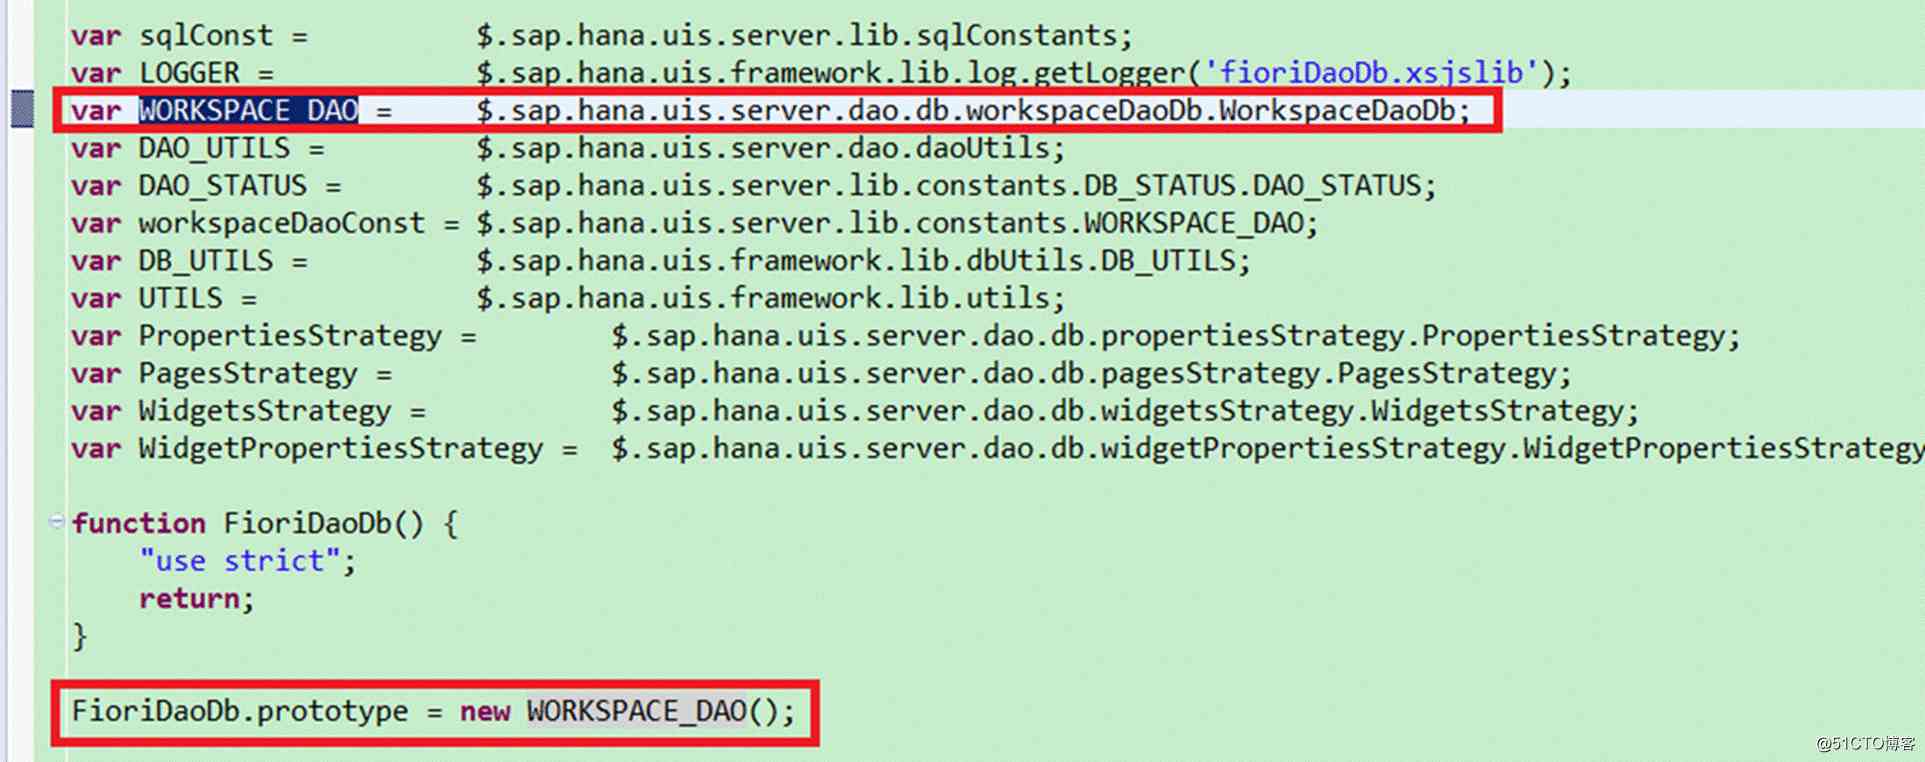 var sqlConst =          $.sap.hana.uis.server.lib.sqlConstants;
var LOGGER =            $.sap.hana.uis.framework.lib.log.getLogger('fioriDaoDb.xsjslib');
var WORKSPACE_DAO =     $.sap.hana.uis.server.dao.db.workspaceDaoDb.WorkspaceDaoDb;
var DAO_UTILS =         $.sap.hana.uis.server.dao.daoUtils;
var DAO_STATUS =        $.sap.hana.uis.server.lib.constants.DB_STATUS.DAO_STATUS;
var workspaceDaoConst = $.sap.hana.uis.server.lib.constants.WORKSPACE_DAO;
var DB_UTILS =          $.sap.hana.uis.framework.lib.dbUtils.DB_UTILS;
var UTILS =             $.sap.hana.uis.framework.lib.utils;
var PropertiesStrategy =        $.sap.hana.uis.server.dao.db.propertiesStrategy.PropertiesStrategy;
var PagesStrategy =             $.sap.hana.uis.server.dao.db.pagesStrategy.PagesStrategy;
var WidgetsStrategy =           $.sap.hana.uis.server.dao.db.widgetsStrategy.WidgetsStrategy;
var WidgetPropertiesStrategy =  $.sap.hana.uis.server.dao.db.widgetPropertiesStrategy.WidgetPropertiesStrategy
function FioriDaoDb() {
    "use strict";
    return;
}
FioriDaoDb.prototype = new WORKSPACE_DAO();
@51CTO博客